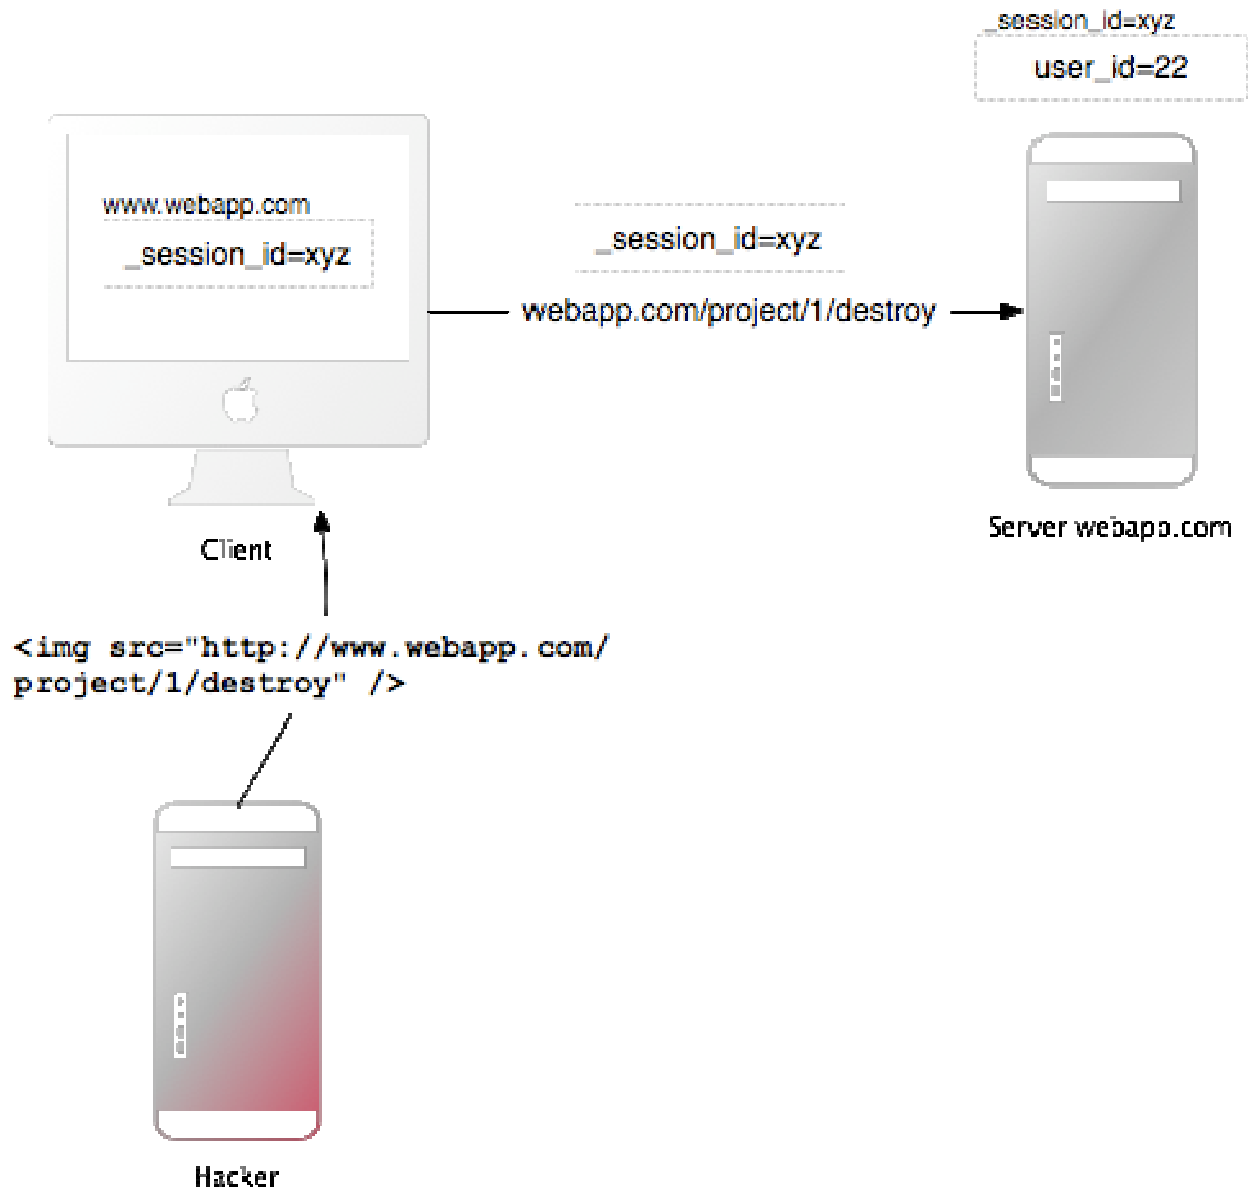 _session_id=xyz
user_id=22
www.webapp.com
_session_id=xyz
_session_id=xyz
webapp.com/project/1/destroy
Server webapp.com
Client
<img src="http://www.webapp.com/
project/1/destroy" />
Hacker